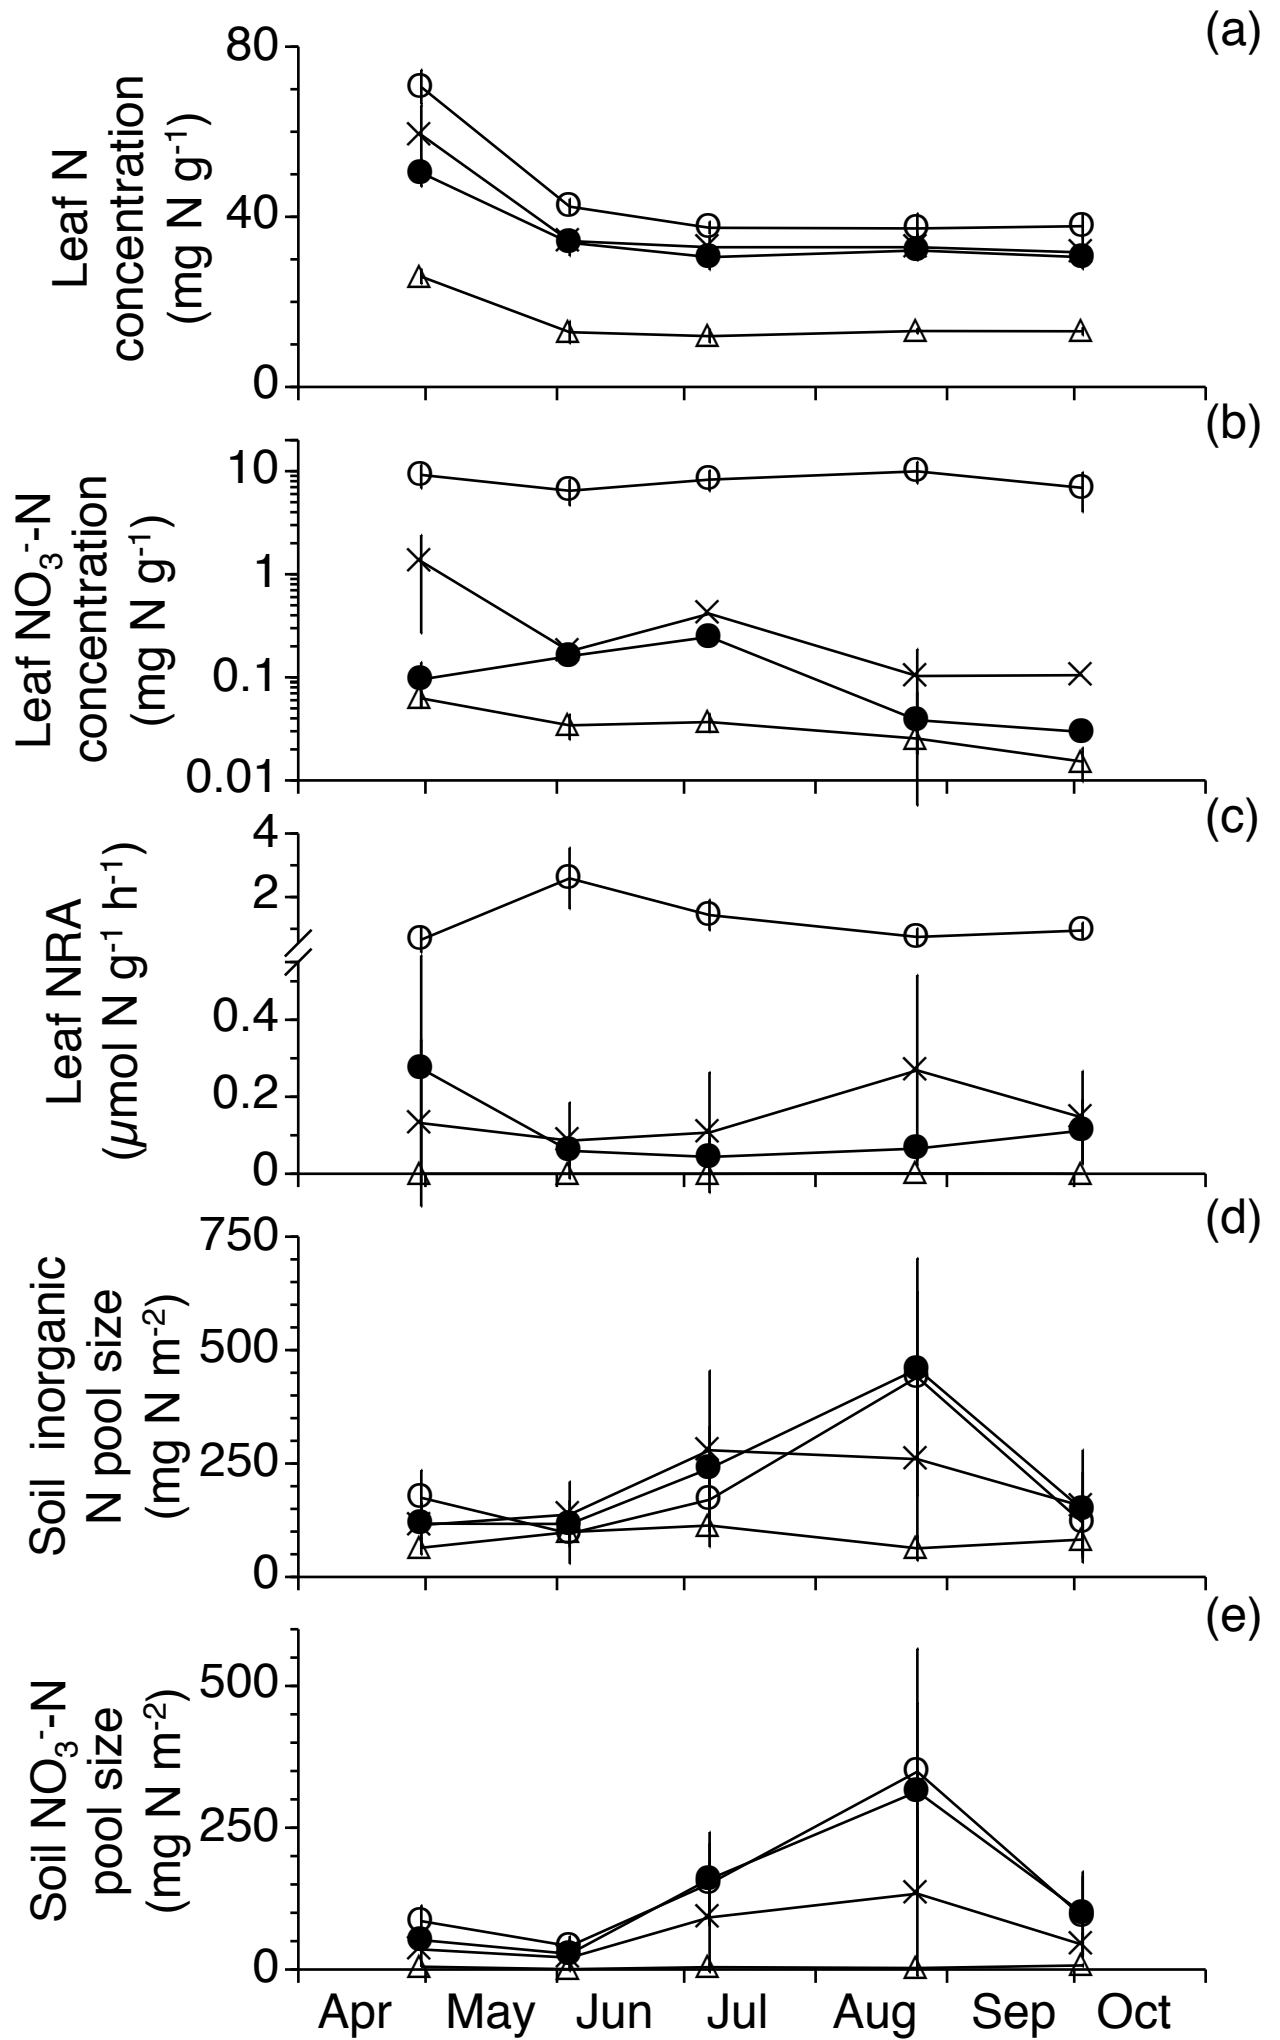 (a)
Leaf N
concentration
(mg N g⁻¹)
80
40
0
(b)
Leaf NO₃⁻-N
concentration
(mg N g⁻¹)
10
1
0.1
0.01
(c)
Leaf NRA
(µmol N g⁻¹ h⁻¹)
4
2
0.4
0.2
0
(d)
Soil inorganic
N pool size
(mg N m⁻²)
750
500
250
0
(e)
Soil NO₃⁻-N
pool size
(mg N m⁻²)
500
250
0
Apr May Jun Jul Aug Sep Oct